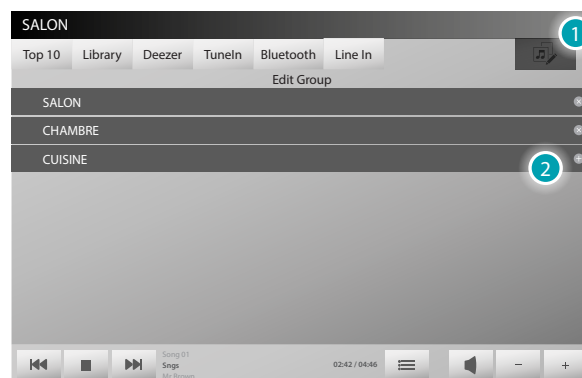 SALON
1
Top 10 Library Deezer TuneIn Bluetooth Line In
Edit Group
SALON
CHAMBRE
CUISINE
2
Song 01
Sngs
02:42 / 04:46
Mr Brown